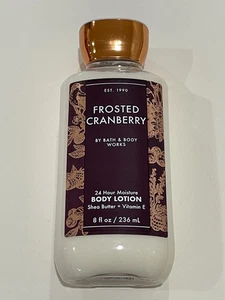 EST. 1990
FROSTED
CRANBERRY
BY BATH & BODY
WORKS
24 Hour Moisture
BODY LOTION
Shea Butter + Vitamin E
8 fl oz / 236 mL